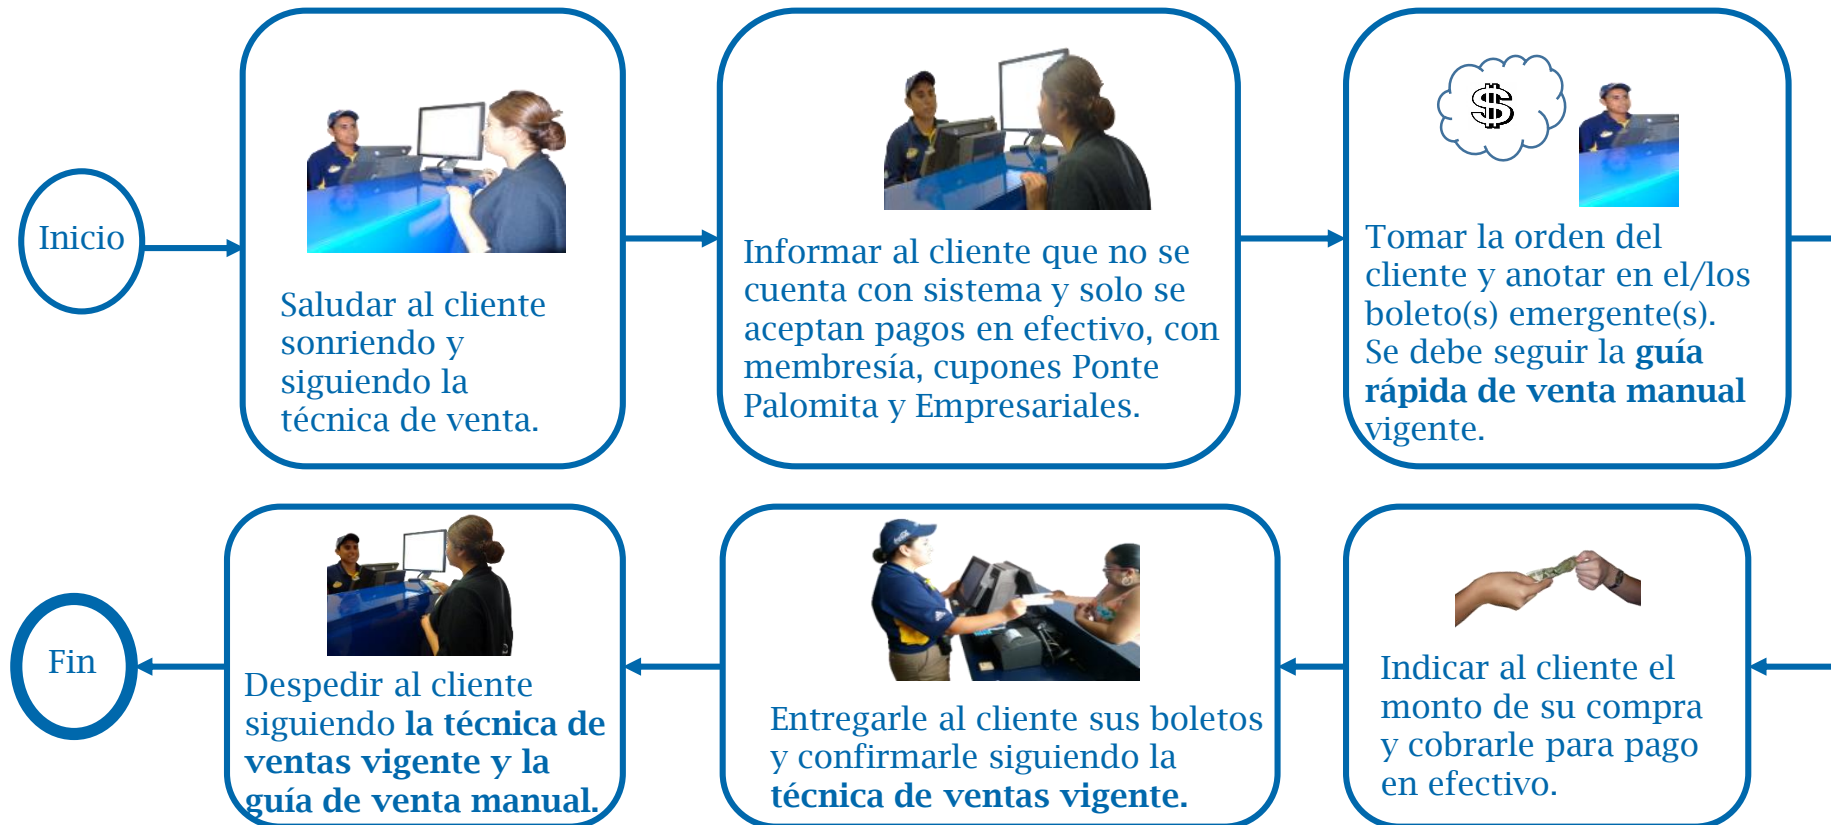 Inicio
Saludar al cliente
sonriendo y
siguiendo la
técnica de venta.
Informar al cliente que no se
cuenta con sistema y solo se
aceptan pagos en efectivo, con
membresía, cupones Ponte
Palomita y Empresariales.
$
Tomar la orden del
cliente y anotar en el/los
boleto(s) emergente(s).
Se debe seguir la guía
rápida de venta manual
vigente.
Indicar al cliente el
monto de su compra
y cobrarle para pago
en efectivo.
Entregarle al cliente sus boletos
y confirmarle siguiendo la
técnica de ventas vigente.
Despedir al cliente
siguiendo la técnica de
ventas vigente y la
guía de venta manual.
Fin